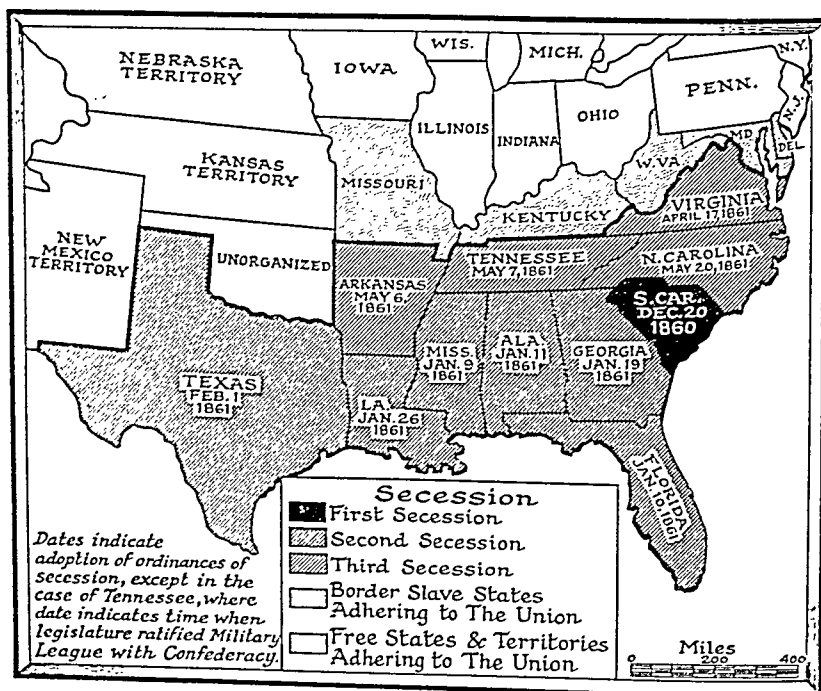 NEBRASKA
TERRITORY
IOWA
WIS.
MICH.
N.Y.
PENN.
N.J.
ILLINOIS
INDIANA
OHIO
MD
DEL.
W.VA.
KANSAS
TERRITORY
MISSOURI
KENTUCKY
VIRGINIA
APRIL 17, 1861
NEW
MEXICO
TERRITORY
UNORGANIZED
ARKANSAS
MAY 6,
1861
TENNESSEE
MAY 7, 1861
N. CAROLINA
MAY 20, 1861
S. CAR.
DEC. 20
1860
TEXAS
FEB. 1
1861
LA.
JAN. 26
1861
MISS.
JAN. 9
1861
ALA.
JAN. 11
1861
GEORGIA
JAN. 19
1861
FLORIDA
JAN. 10, 1861
Secession
First Secession
Second Secession
Third Secession
Border Slave States
Adhering to The Union
Free States & Territories
Adhering to The Union
Dates indicate
adoption of ordinances of
secession, except in the
case of Tennessee, where
date indicates time when
legislature ratified Military
League with Confederacy.
Miles
0 200 400